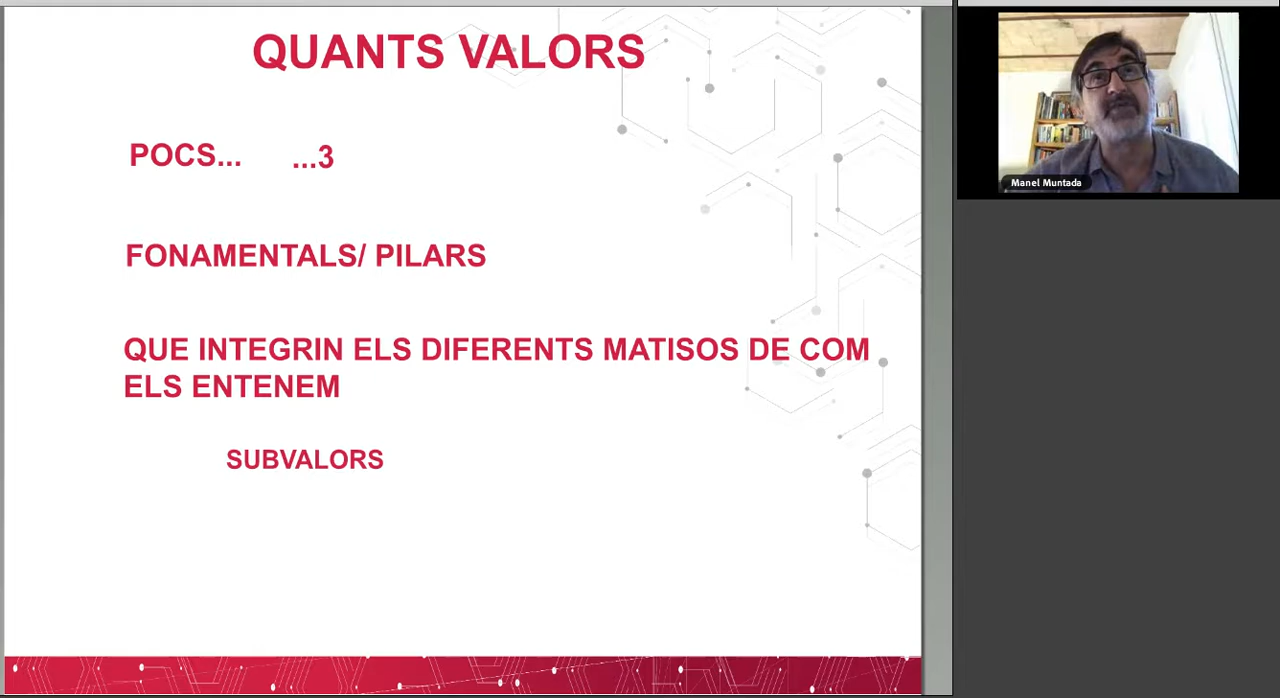 QUANTS VALORS
POCS... ...3
FONAMENTALS/ PILARS
QUE INTEGRIN ELS DIFERENTS MATISOS DE COM
ELS ENTENEM
SUBVALORS
Manel Muntada